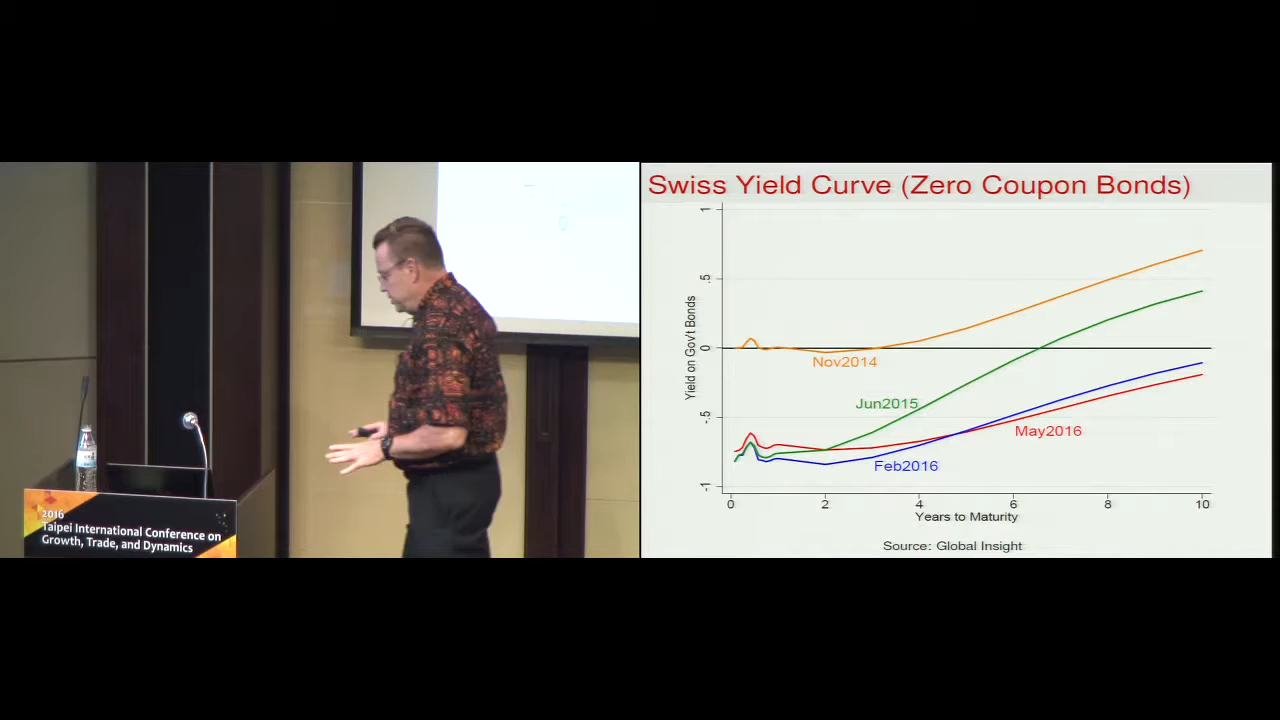 2016
Taipei International Conference on
Growth, Trade, and Dynamics
Swiss Yield Curve (Zero Coupon Bonds)
Yield on Gov't Bonds
1
.5
0
-.5
-1
Nov2014
Jun2015
May2016
Feb2016
0 2 4 6 8 10
Years to Maturity
Source: Global Insight